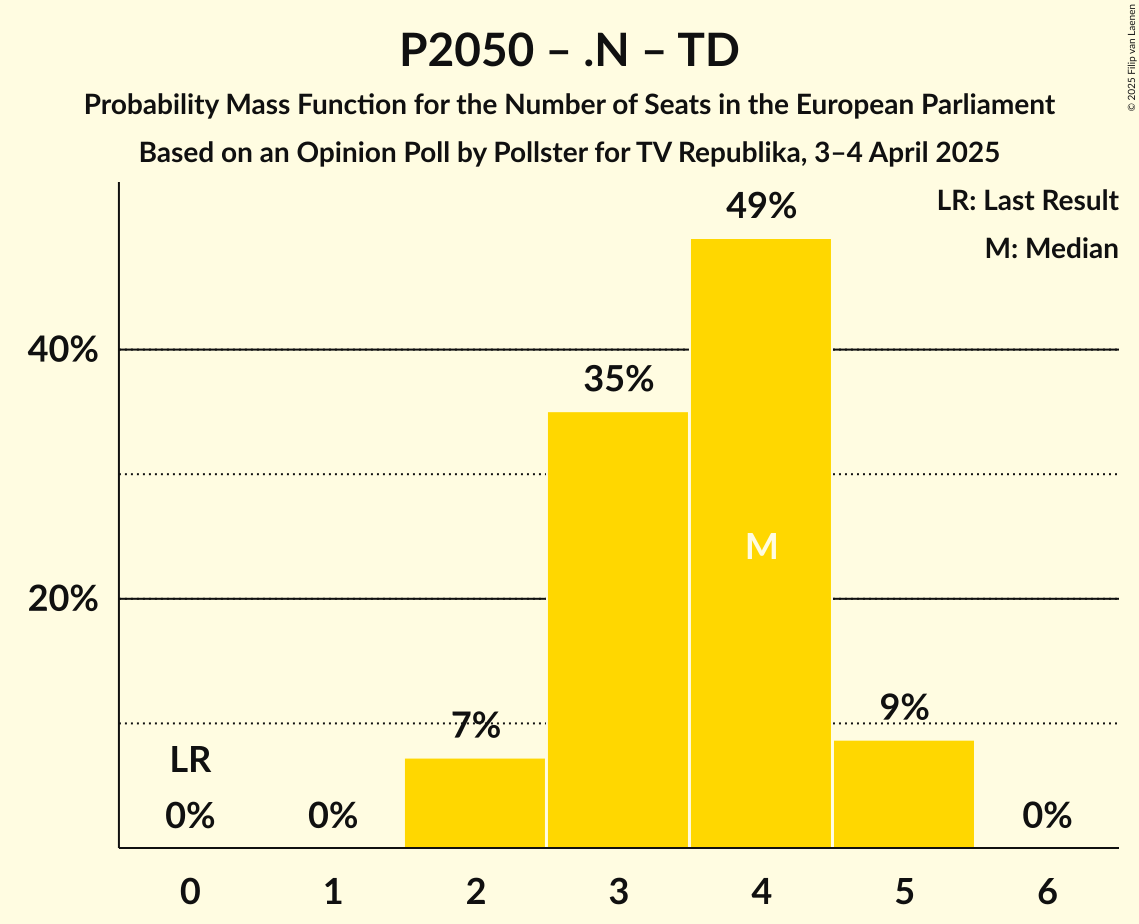 P2050 – .N – TD
Probability Mass Function for the Number of Seats in the European Parliament
Based on an Opinion Poll by Pollster for TV Republika, 3–4 April 2025
© 2025 Filip van Laenen
LR: Last Result
M: Median
49%
40%
35%
M
20%
9%
7%
LR
0%
0%
0%
0
1
2
3
4
5
6